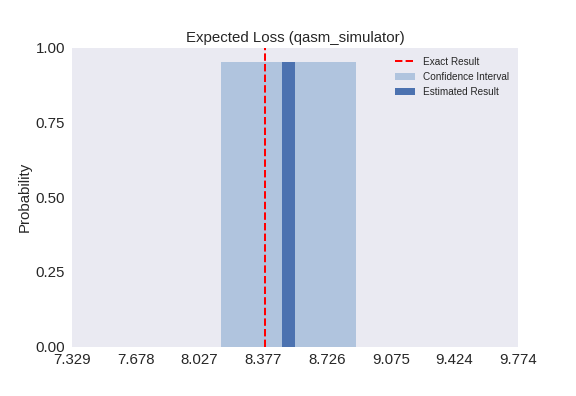 Expected Loss (qasm_simulator)
1.00
0.75
0.50
0.25
0.00
Probability
Exact Result
Confidence Interval
Estimated Result
7.329 7.678 8.027 8.377 8.726 9.075 9.424 9.774